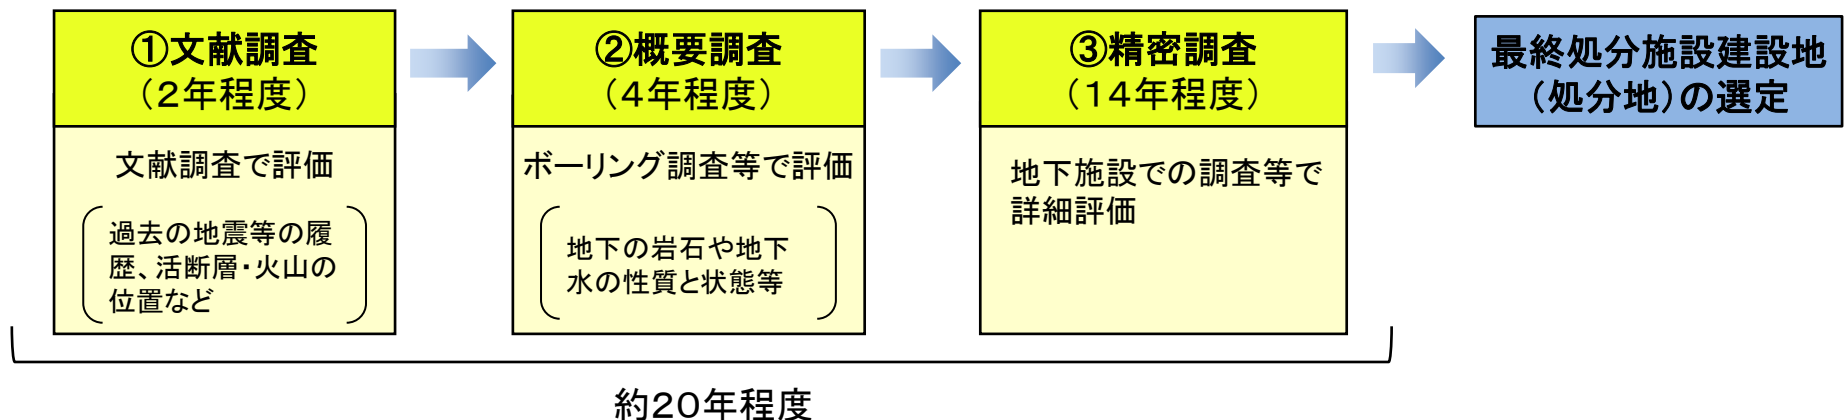 ①文献調査
（２年程度）
文献調査で評価
過去の地震等の履
歴、活断層・火山の
位置など
②概要調査
（４年程度）
ボーリング調査等で評価
地下の岩石や地下
水の性質と状態等
③精密調査
（１４年程度）
地下施設での調査等で
詳細評価
最終処分施設建設地
（処分地）の選定
約２０年程度